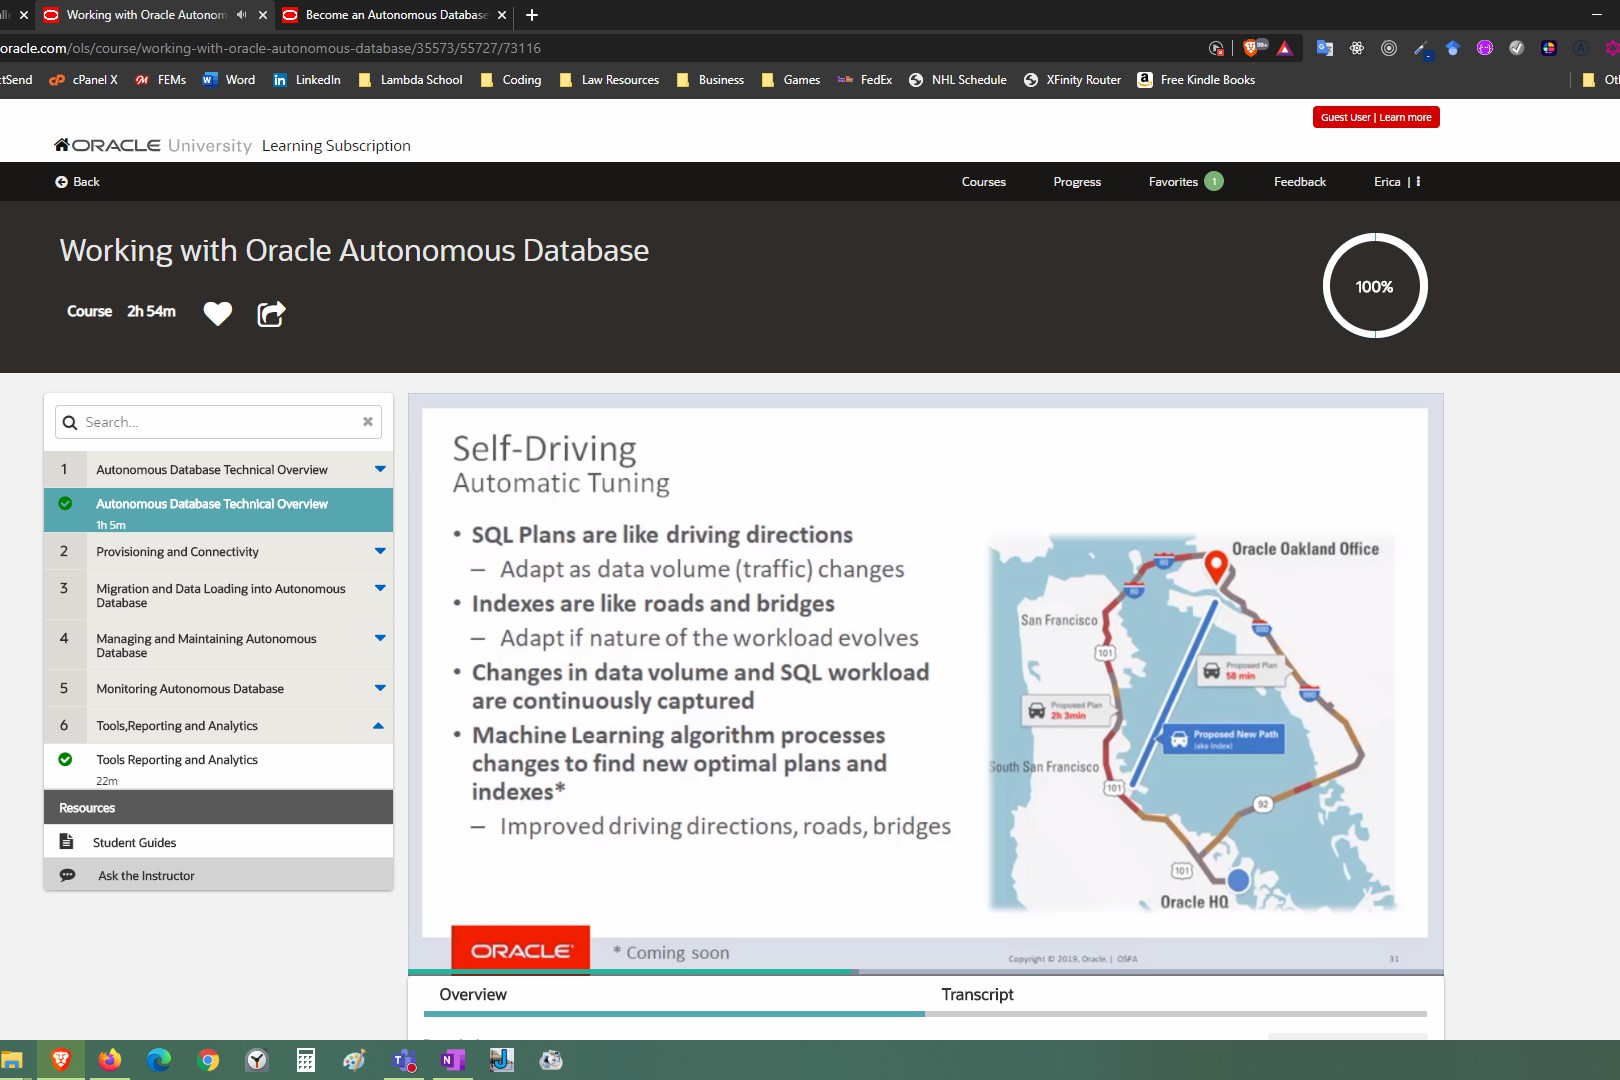 Working with Oracle Autonom
Become an Autonomous Database
oracle.com/ols/course/working-with-oracle-autonomous-database/35573/55727/73116
99+
ctSend
cPanel X
FEMs
Word
LinkedIn
Lambda School
Coding
Law Resources
Business
Games
FedEx
NHL Schedule
XFinity Router
Free Kindle Books
Guest User | Learn more
ORACLE University Learning Subscription
Back
Courses
Progress
Favorites 1
Feedback
Erica |
Working with Oracle Autonomous Database
Course 2h 54m
100%
Search...
1 Autonomous Database Technical Overview
Autonomous Database Technical Overview
1h 5m
2 Provisioning and Connectivity
3 Migration and Data Loading into Autonomous
Database
4 Managing and Maintaining Autonomous
Database
5 Monitoring Autonomous Database
6 Tools,Reporting and Analytics
Tools Reporting and Analytics
22m
Resources
Student Guides
Ask the Instructor
Self-Driving
Automatic Tuning
• SQL Plans are like driving directions
– Adapt as data volume (traffic) changes
• Indexes are like roads and bridges
– Adapt if nature of the workload evolves
• Changes in data volume and SQL workload
are continuously captured
• Machine Learning algorithm processes
changes to find new optimal plans and
indexes*
– Improved driving directions, roads, bridges
Oracle Oakland Office
80
80
San Francisco
101
880
Proposed Plan
58 min
880
Proposed Plan
2h 3min
Proposed New Path
(aka Index)
South San Francisco
101
92
101
Oracle HQ
ORACLE
* Coming soon
Copyright © 2019, Oracle. | OSPA
31
Overview
Transcript